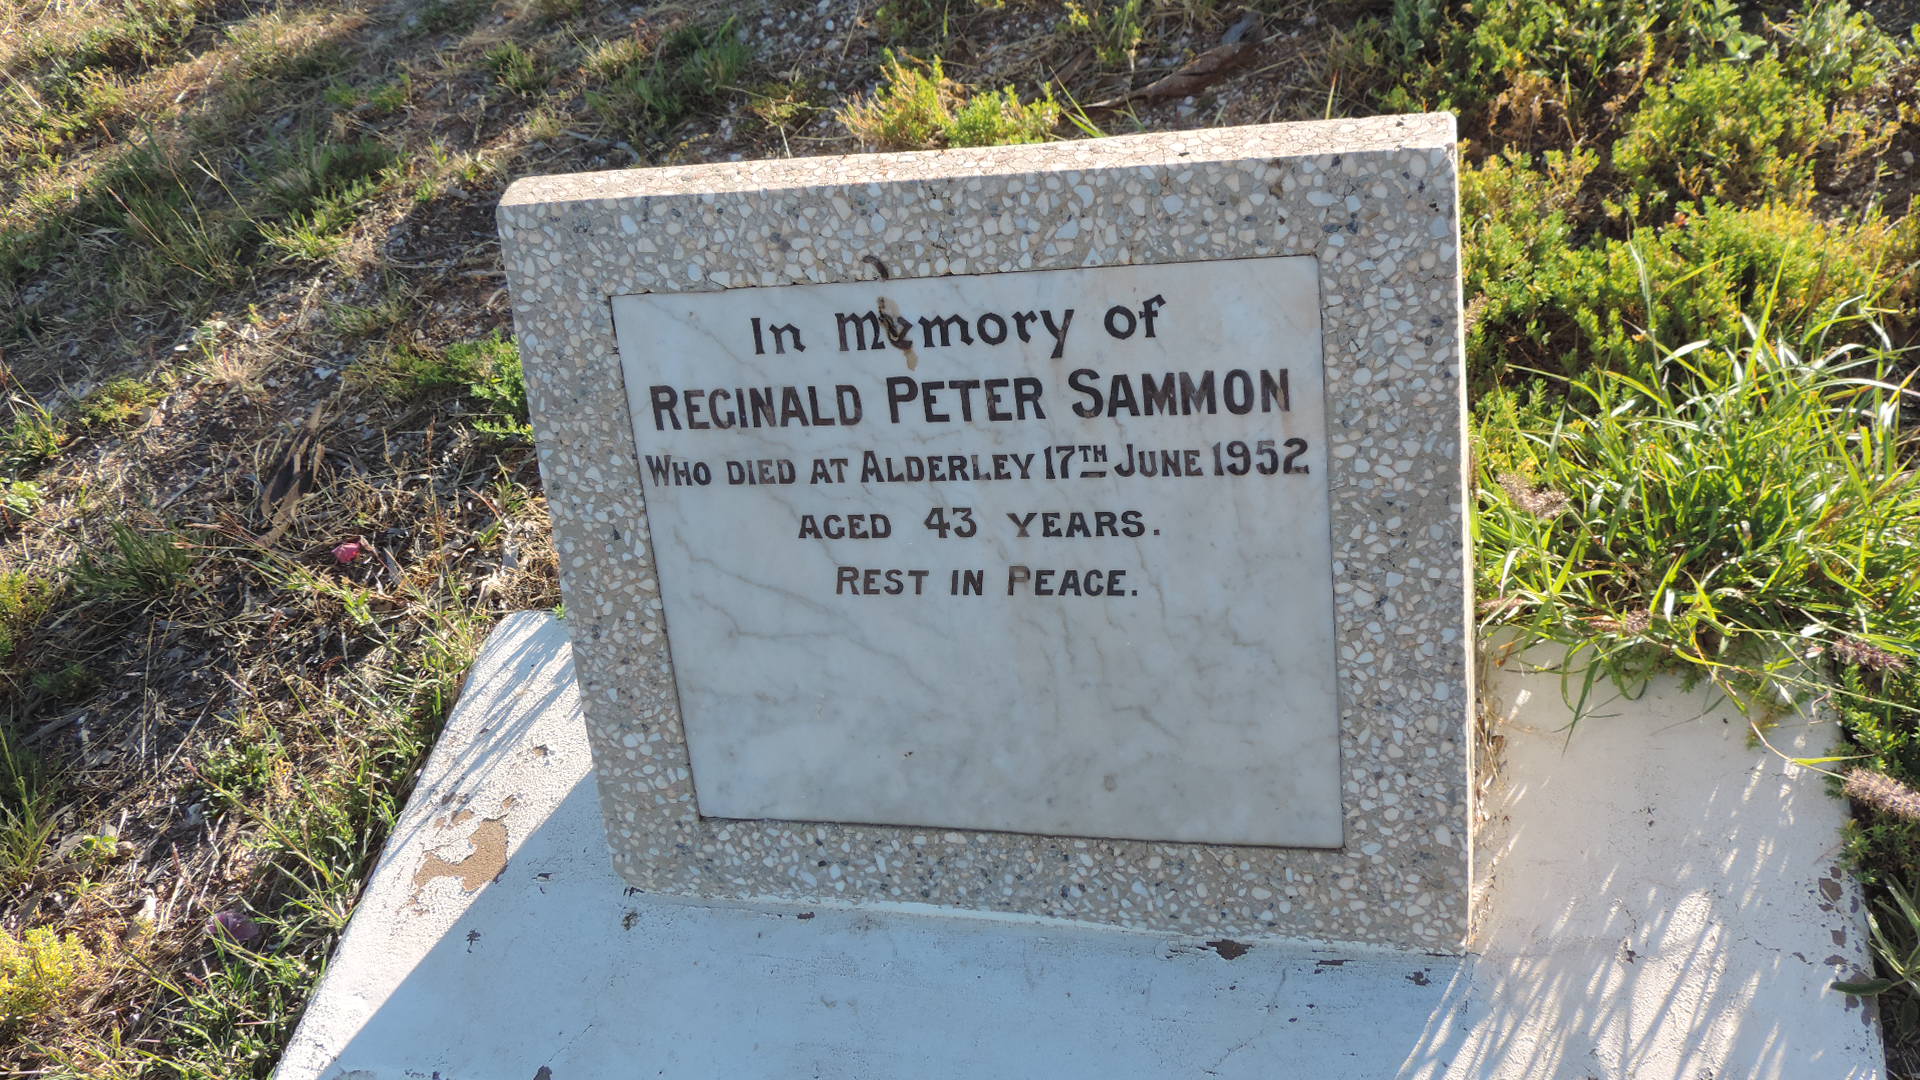 In Memory of
REGINALD PETER SAMMON
WHO DIED AT ALDERLEY 17TH JUNE 1952
AGED 43 YEARS.
REST IN PEACE.